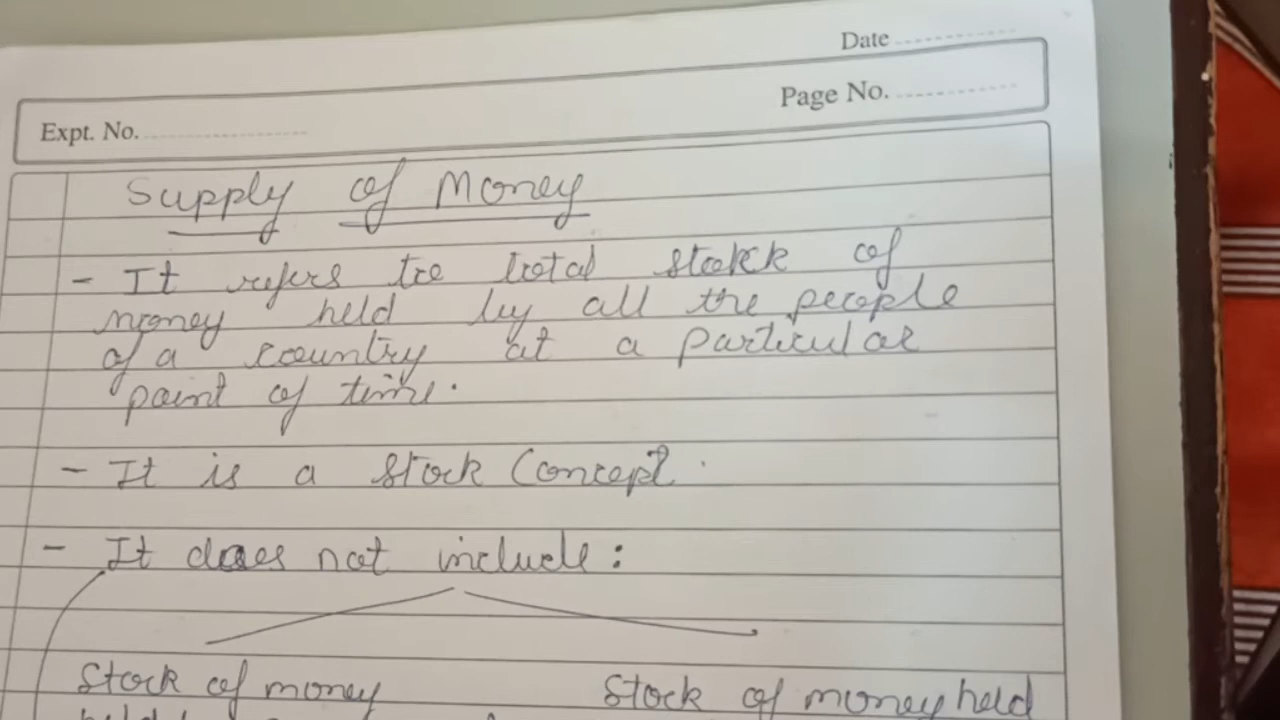 Date
Page No.
Expt. No.
Supply of Money
- It refers to total stock of
money held by all the people
of a country at a particular
point of time.
- It is a Stock Concept.
- It does not include:
Stock of money
Stock of money held